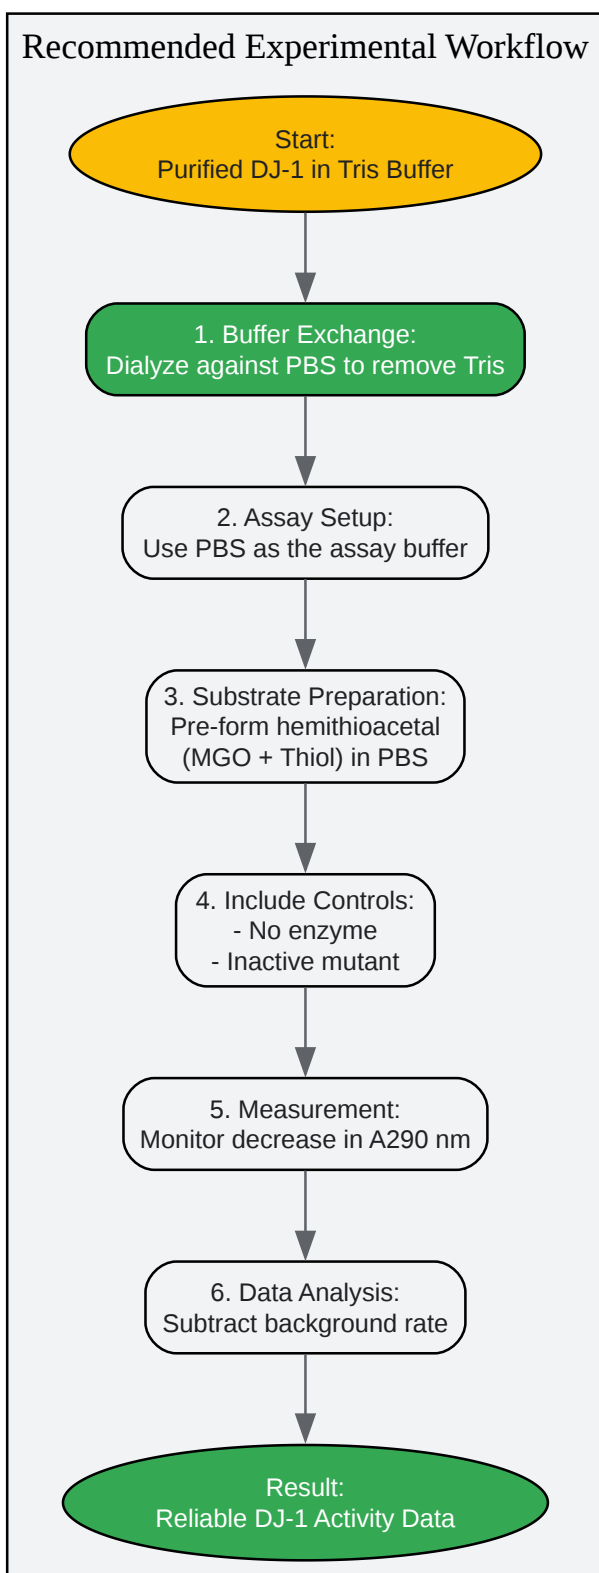 Recommended Experimental Workflow
Start:
Purified DJ-1 in Tris Buffer
1. Buffer Exchange:
Dialyze against PBS to remove Tris
2. Assay Setup:
Use PBS as the assay buffer
3. Substrate Preparation:
Pre-form hemithioacetal
(MGO + Thiol) in PBS
4. Include Controls:
- No enzyme
- Inactive mutant
5. Measurement:
Monitor decrease in A290 nm
6. Data Analysis:
Subtract background rate
Result:
Reliable DJ-1 Activity Data